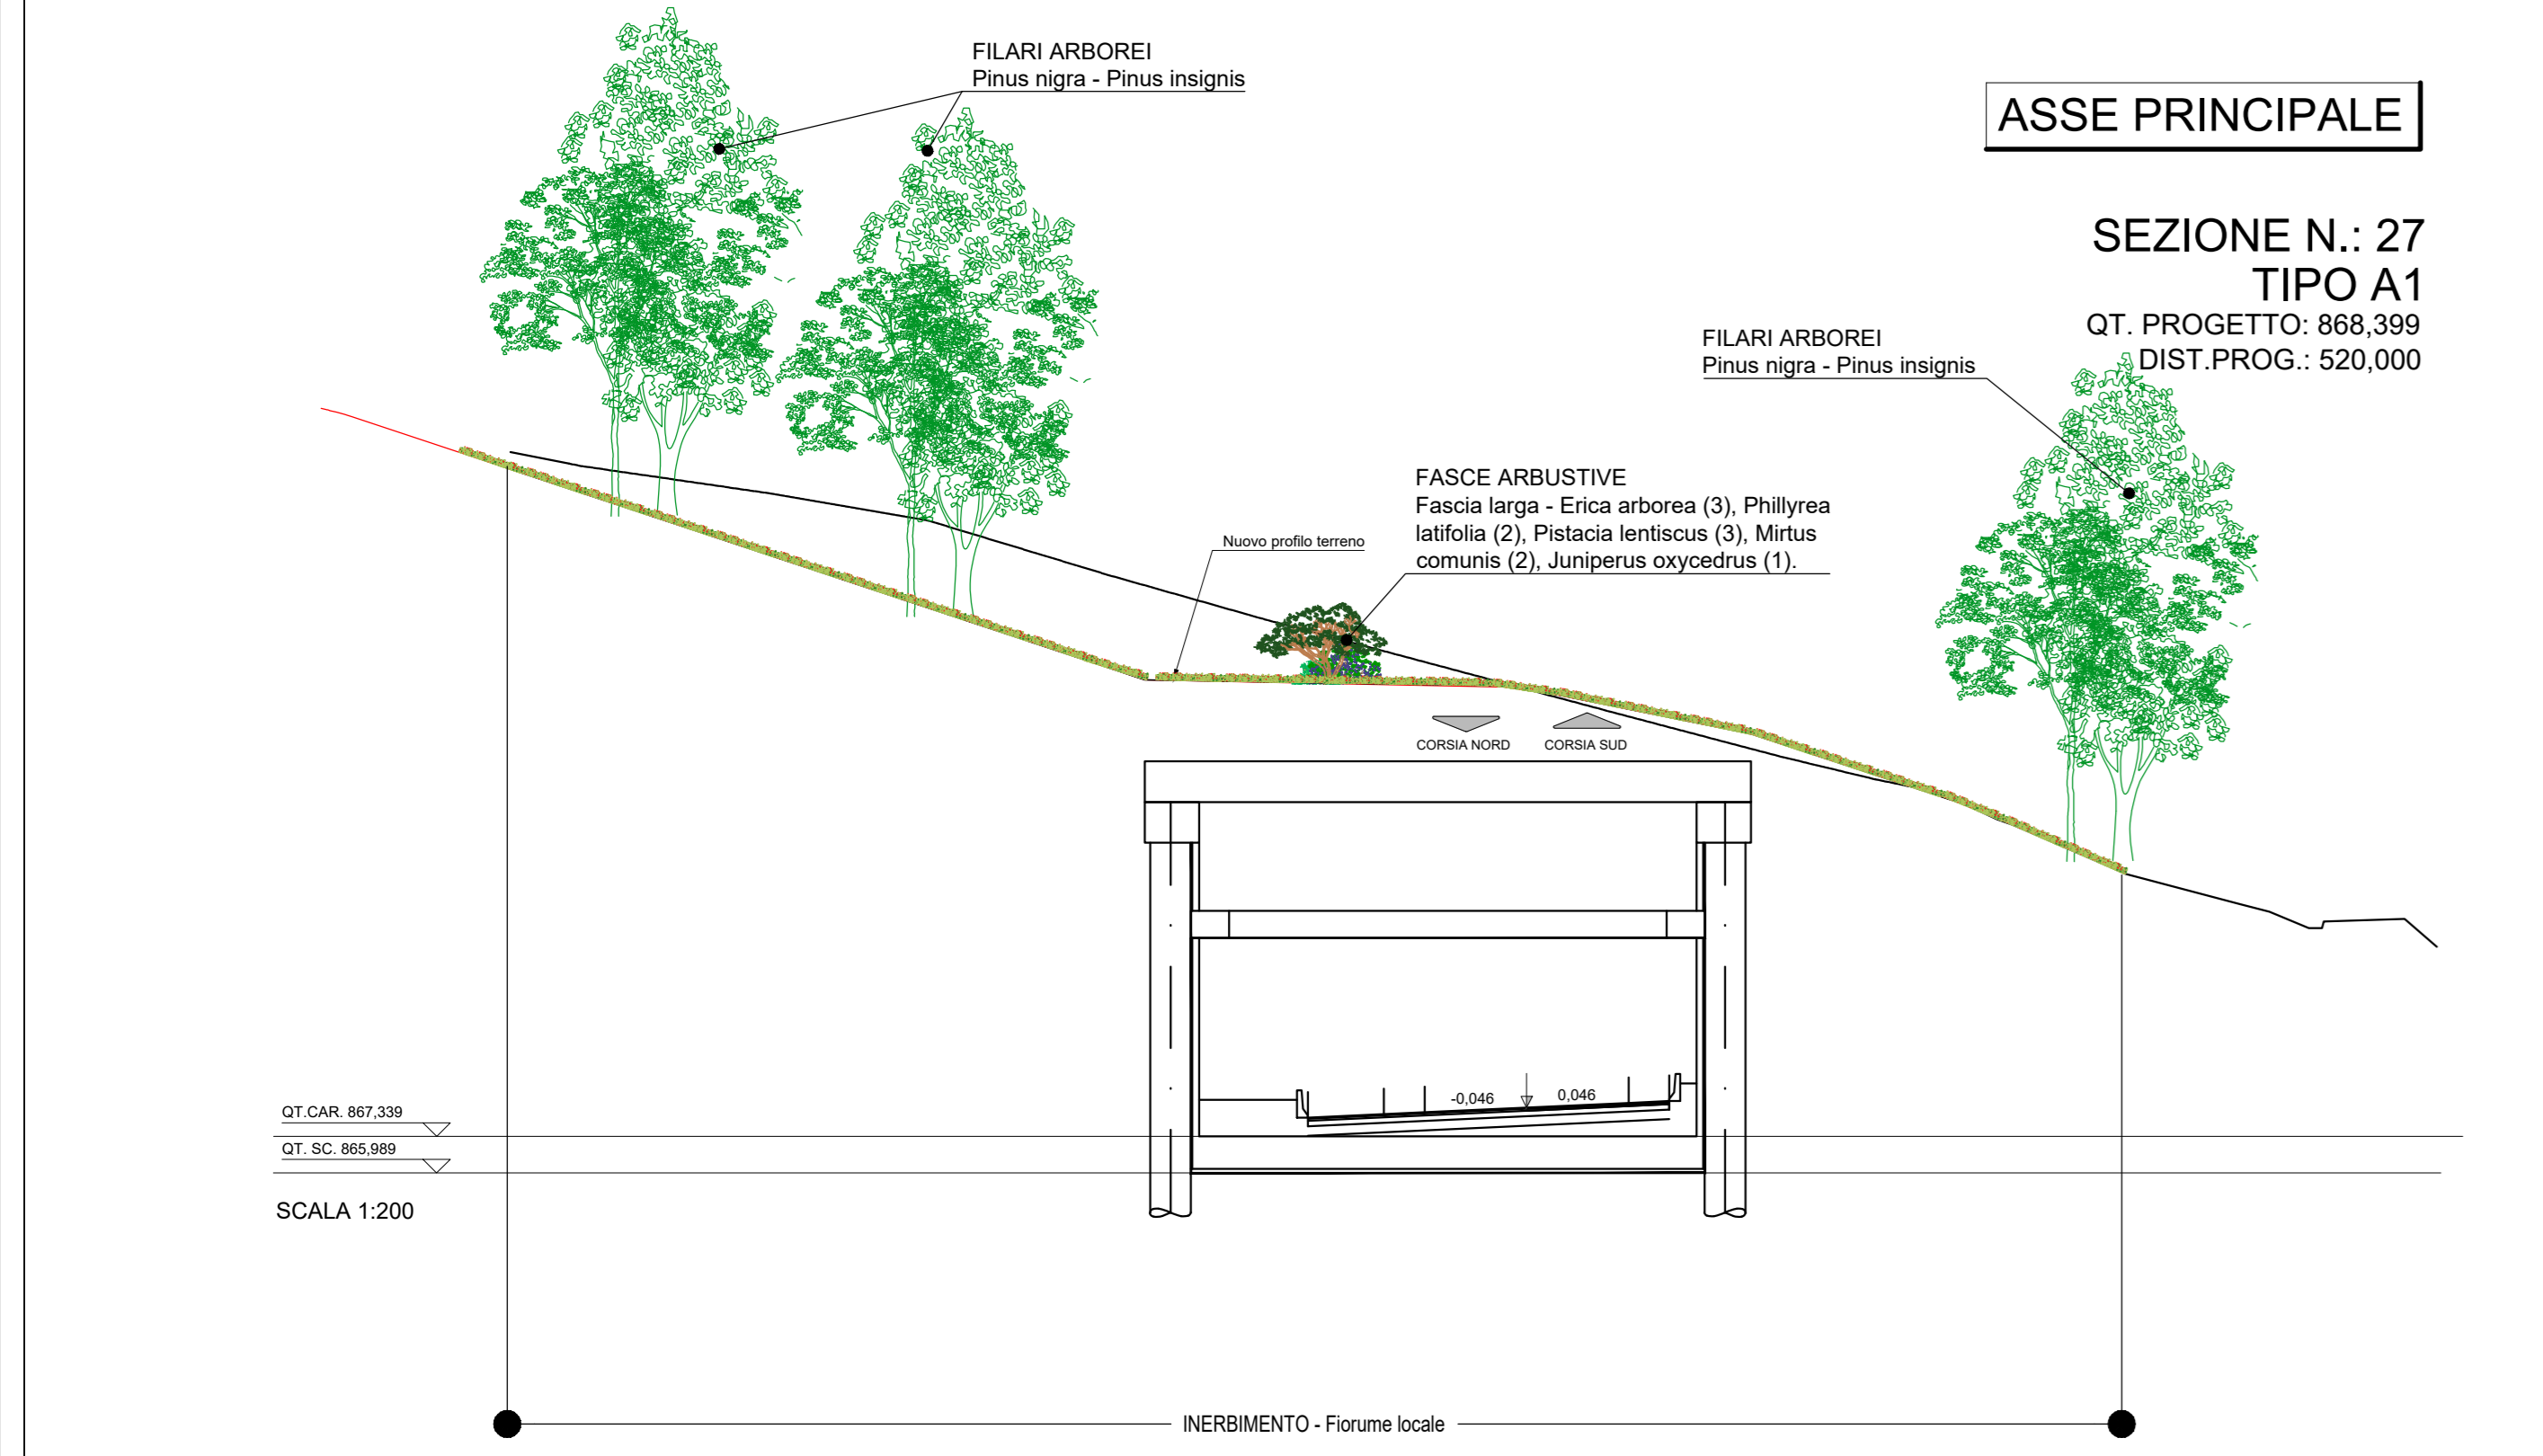 FILARI ARBOREI
Pinus nigra - Pinus insignis
ASSE PRINCIPALE
SEZIONE N.: 27
TIPO A1
QT. PROGETTO: 868,399
DIST.PROG.: 520,000
FILARI ARBOREI
Pinus nigra - Pinus insignis
FASCE ARBUSTIVE
Fascia larga - Erica arborea (3), Phillyrea
latifolia (2), Pistacia lentiscus (3), Mirtus
comunis (2), Juniperus oxycedrus (1).
Nuovo profilo terreno
CORSIA NORD
CORSIA SUD
-0,046
0,046
QT.CAR. 867,339
QT. SC. 865,989
SCALA 1:200
INERBIMENTO - Fiorume locale